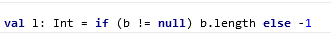 val l: Int = if (b != null) b.length else -1